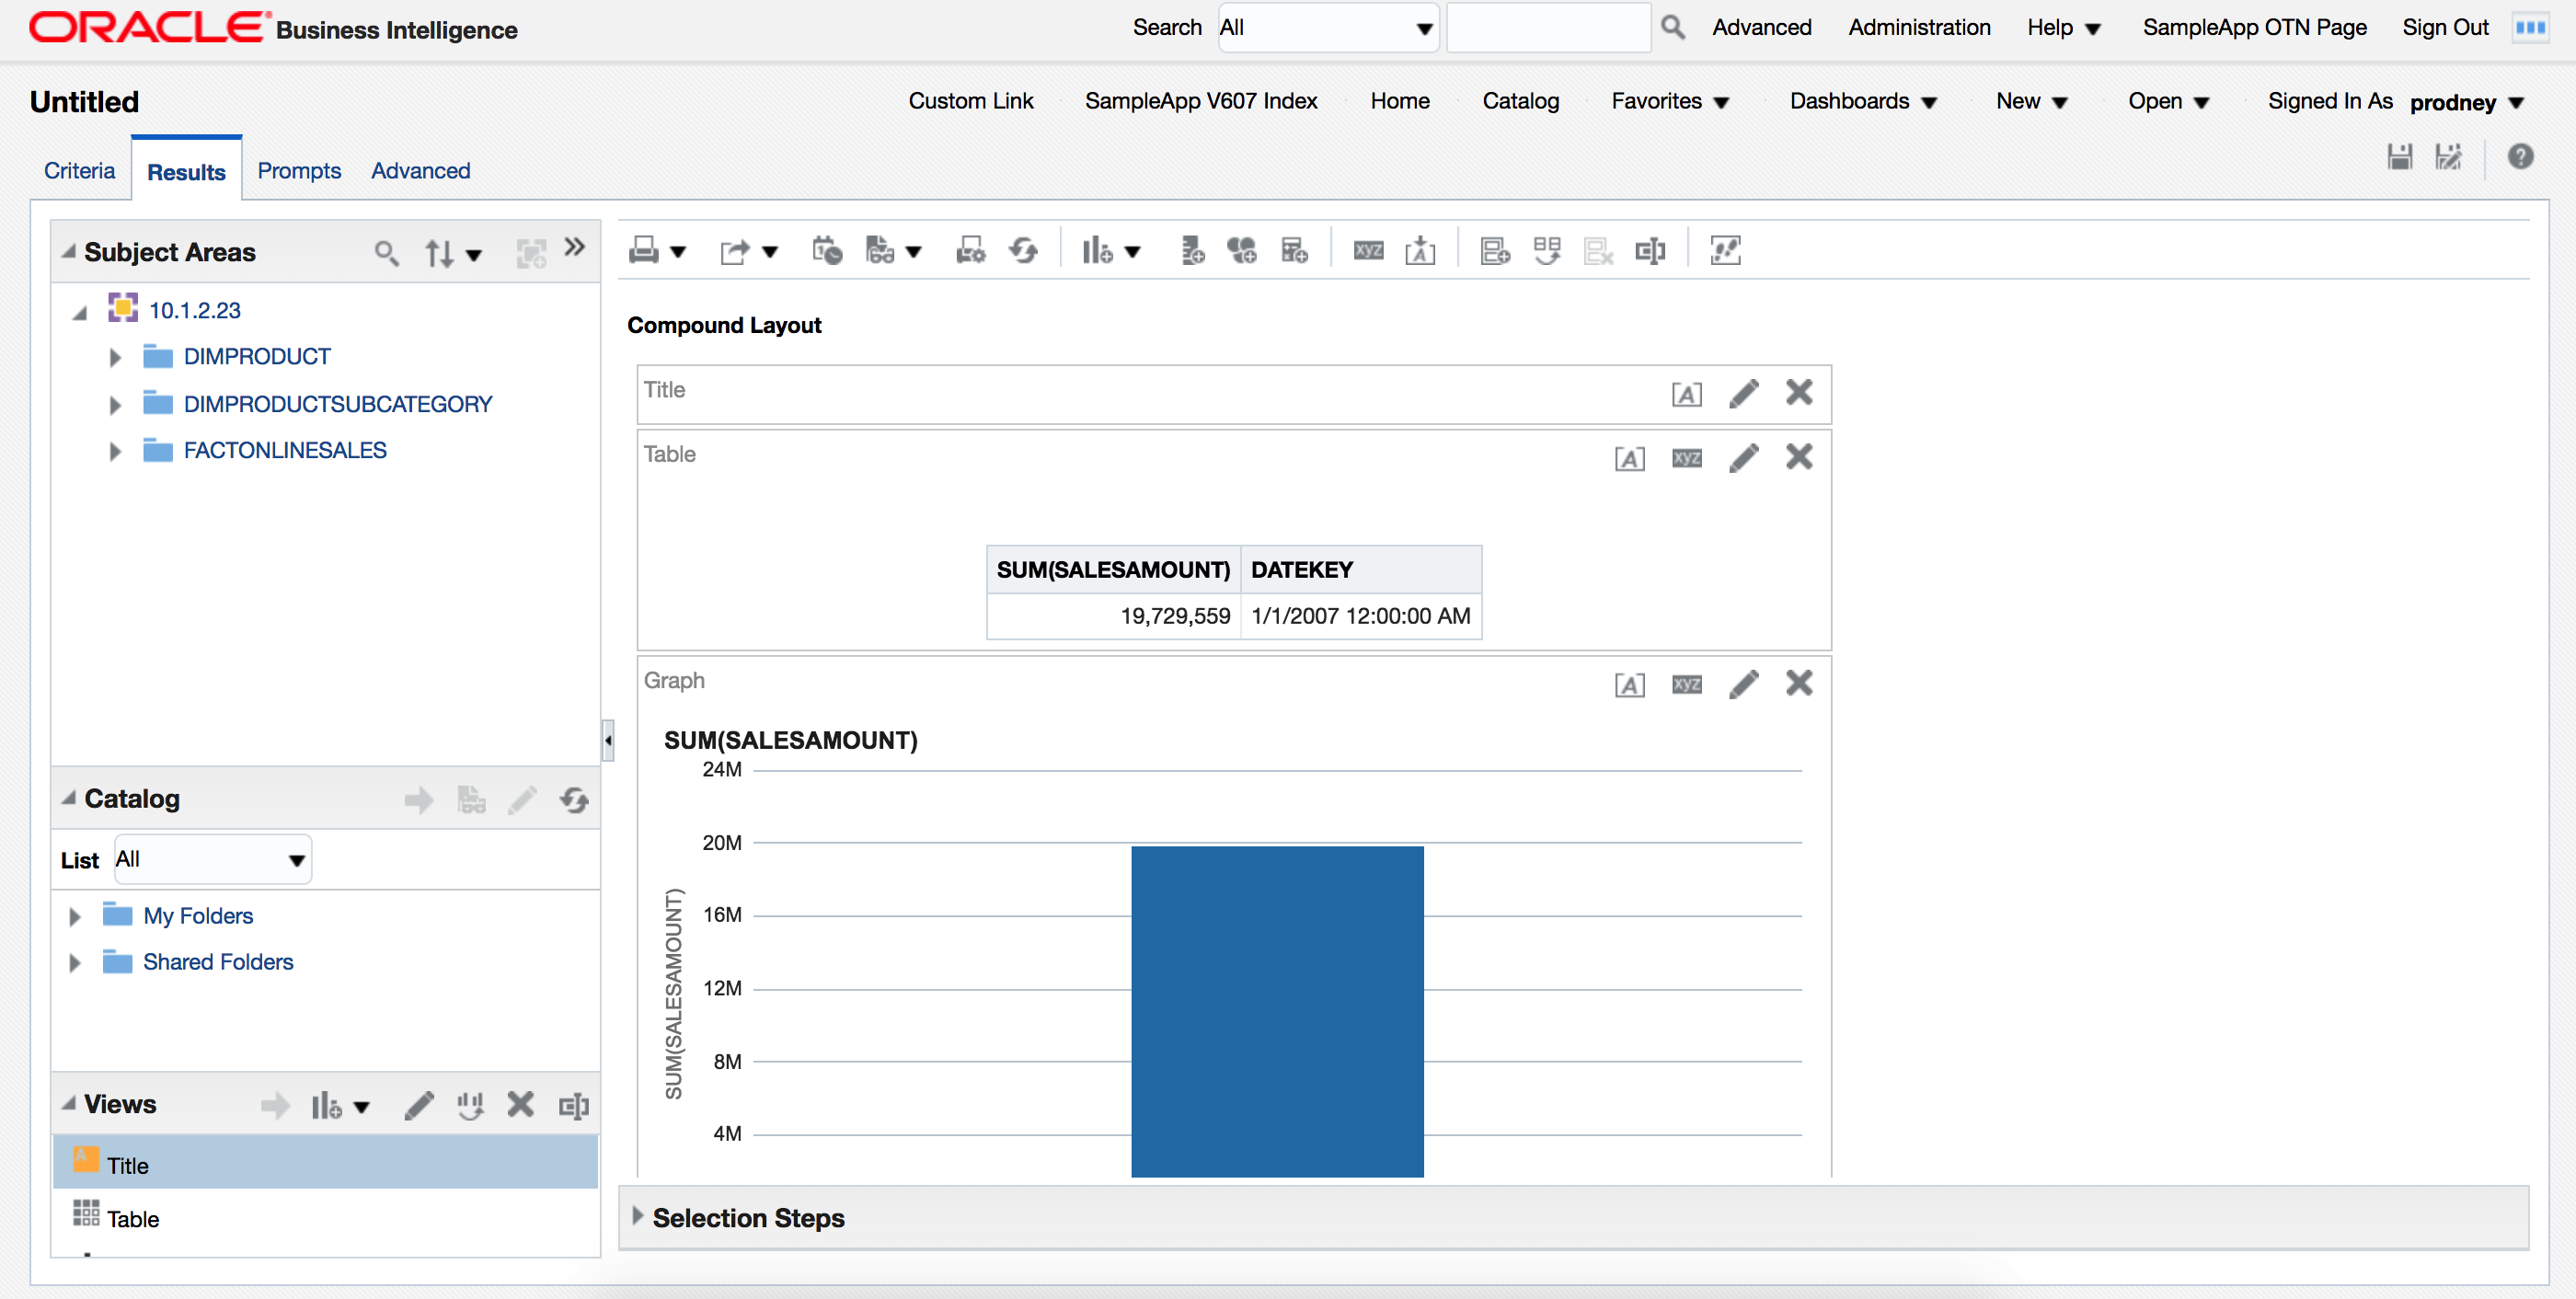 ORACLE Business Intelligence
Search All Advanced Administration Help SampleApp OTN Page Sign Out
Untitled
Custom Link SampleApp V607 Index Home Catalog Favorites Dashboards New Open Signed In As prodney
Criteria Results Prompts Advanced
Subject Areas
10.1.2.23
DIMPRODUCT
DIMPRODUCTSUBCATEGORY
FACTONLINESALES
Catalog
List All
My Folders
Shared Folders
Views
Title
Table
xyz A
Compound Layout
Title
A
Table
A xyz
SUM(SALESAMOUNT) DATEKEY
19,729,559 1/1/2007 12:00:00 AM
Graph
A xyz
SUM(SALESAMOUNT)
SUM(SALESAMOUNT)
24M
20M
16M
12M
8M
4M
Selection Steps